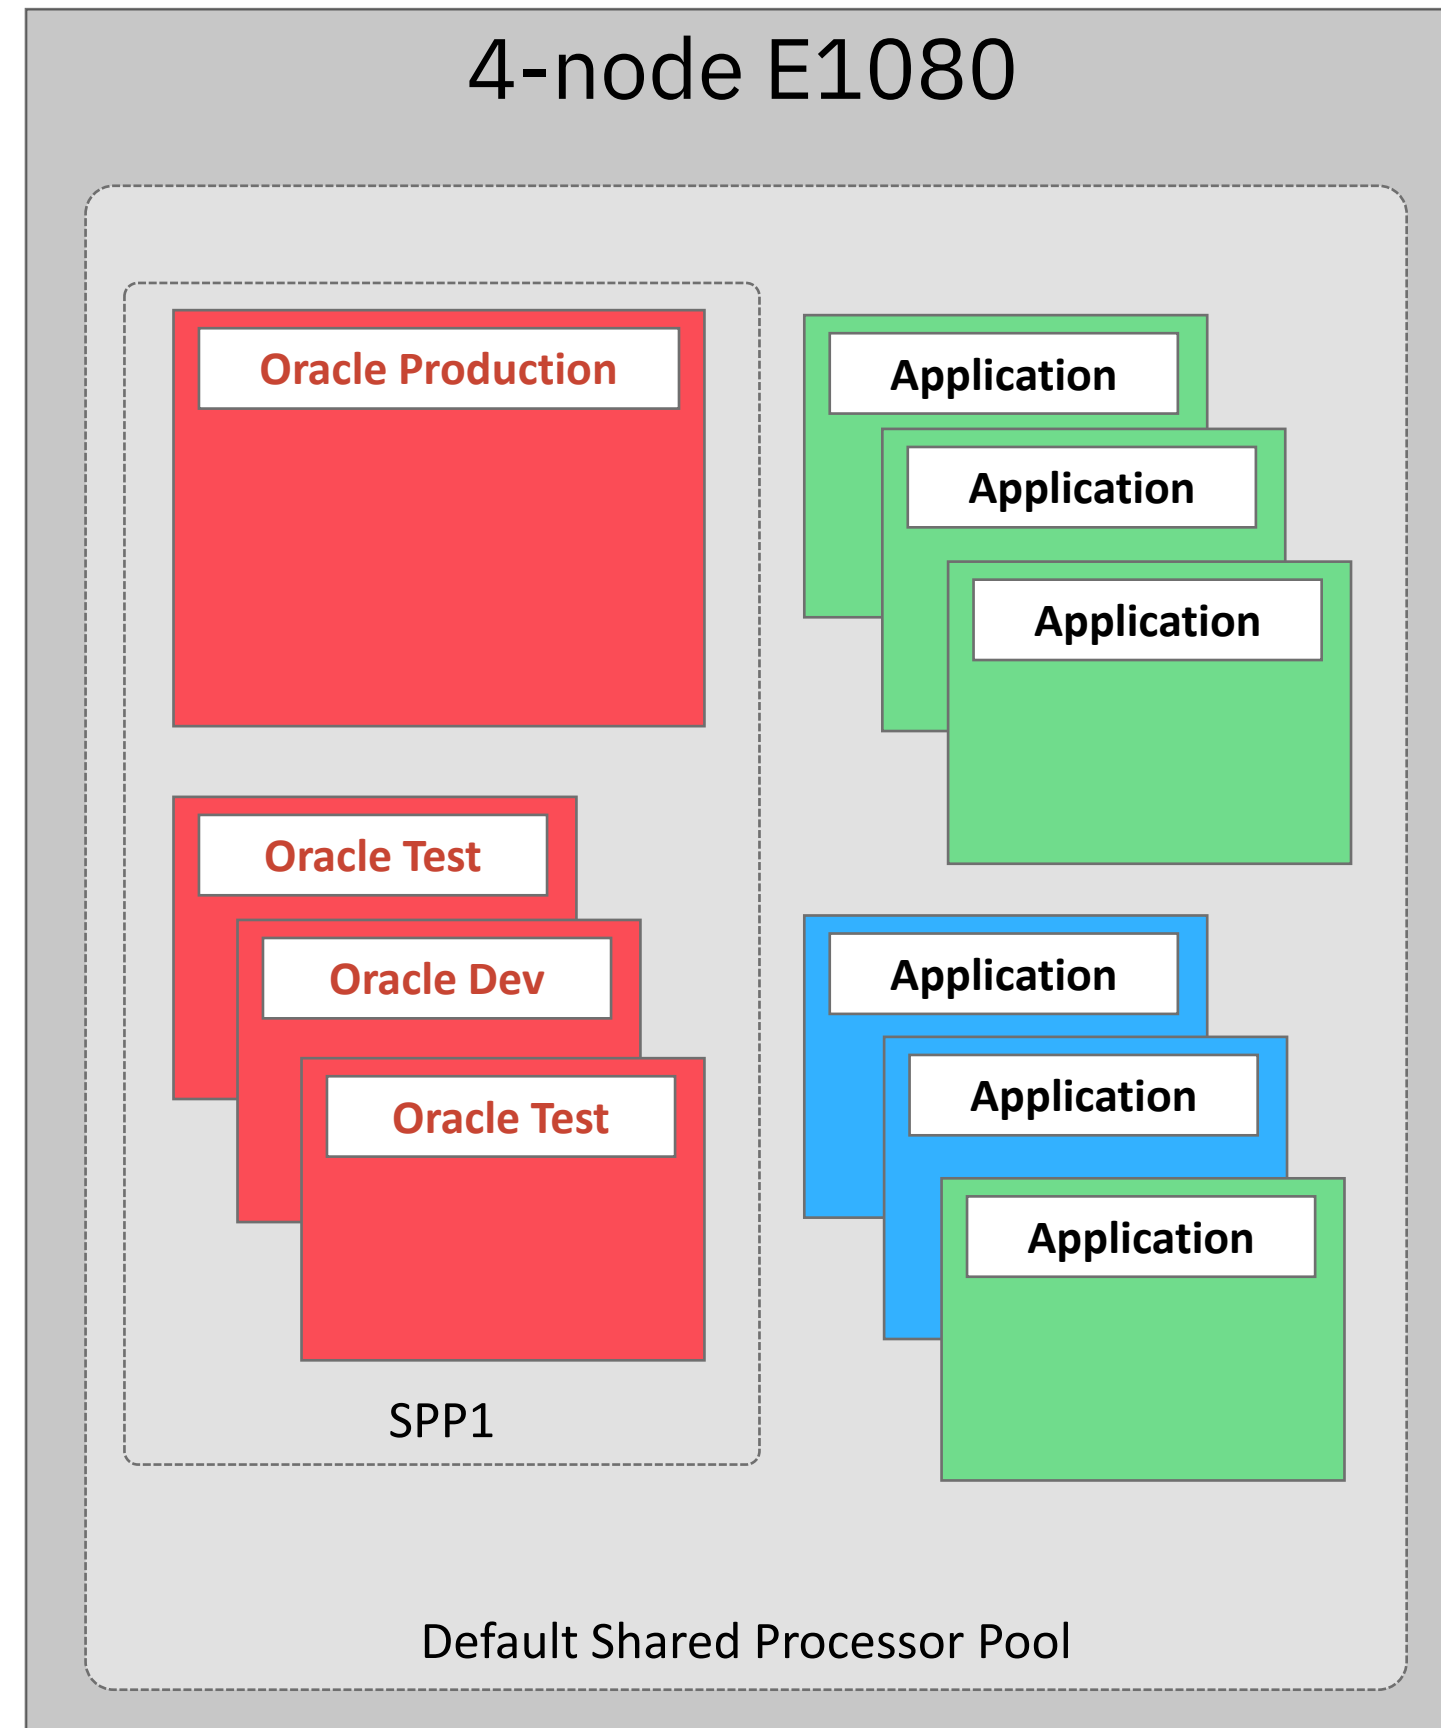 4-node E1080
Oracle Production
Oracle Test
Oracle Dev
Oracle Test
SPP1
Application
Application
Application
Application
Application
Application
Default Shared Processor Pool